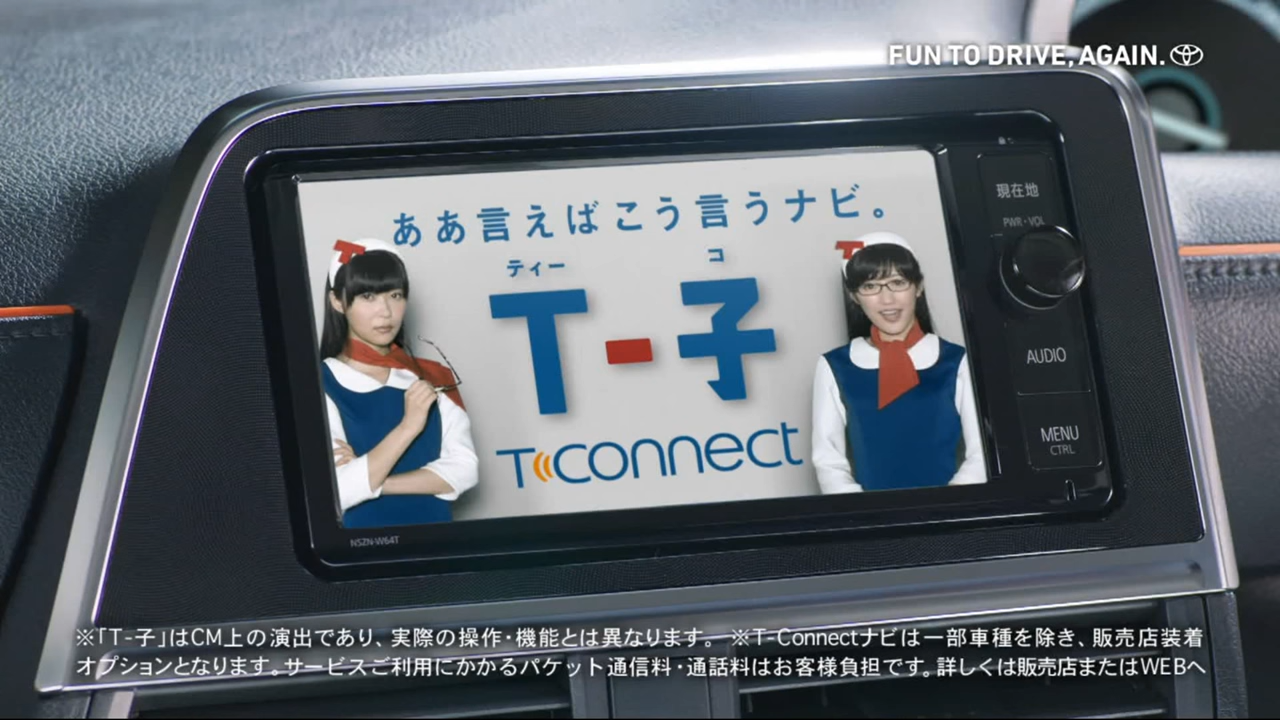 FUN TO DRIVE, AGAIN.
現在地
PWR・VOL
ああ言えばこう言うナビ。
ティー コ
T-子
AUDIO
T CONNECT
MENU
CTRL
NSZN-W64T
※「T-子」はCM上の演出であり、実際の操作・機能とは異なります。 ※T-Connectナビは一部車種を除き、販売店装着
オプションとなります。サービスご利用にかかるパケット通信料・通話料はお客様負担です。詳しくは販売店またはWEBへ